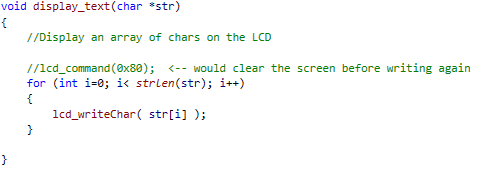 void display_text(char *str)
{
//Display an array of chars on the LCD
//lcd_command(0x80);  <-- would clear the screen before writing again
for (int i=0; i< strlen(str); i++)
{
lcd_writeChar( str[i] );
}
}